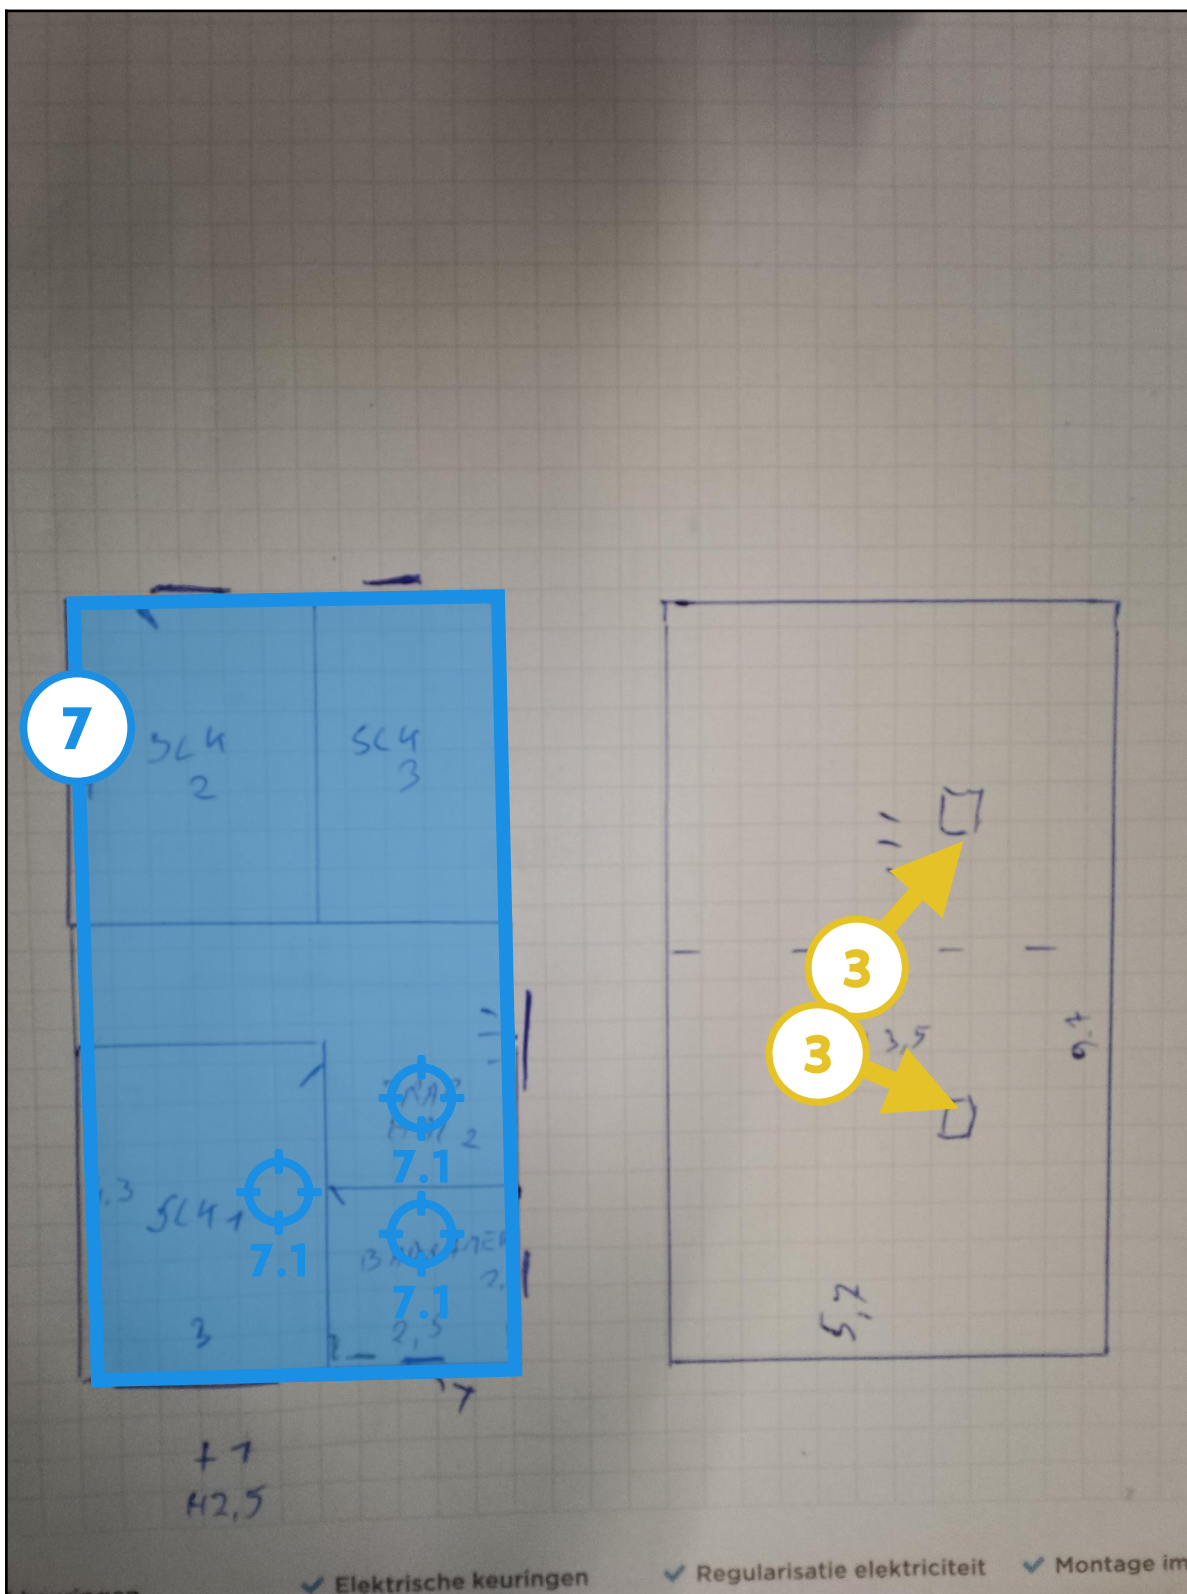 7
SLK
2
SLK
3
3
3
3,5
9,7
2
7.1
,3
SLK 1
7.1
7.1
2,5
3
5,7
+1
H2,5
Elektrische keuringen
Regularisatie elektriciteit
Montage im